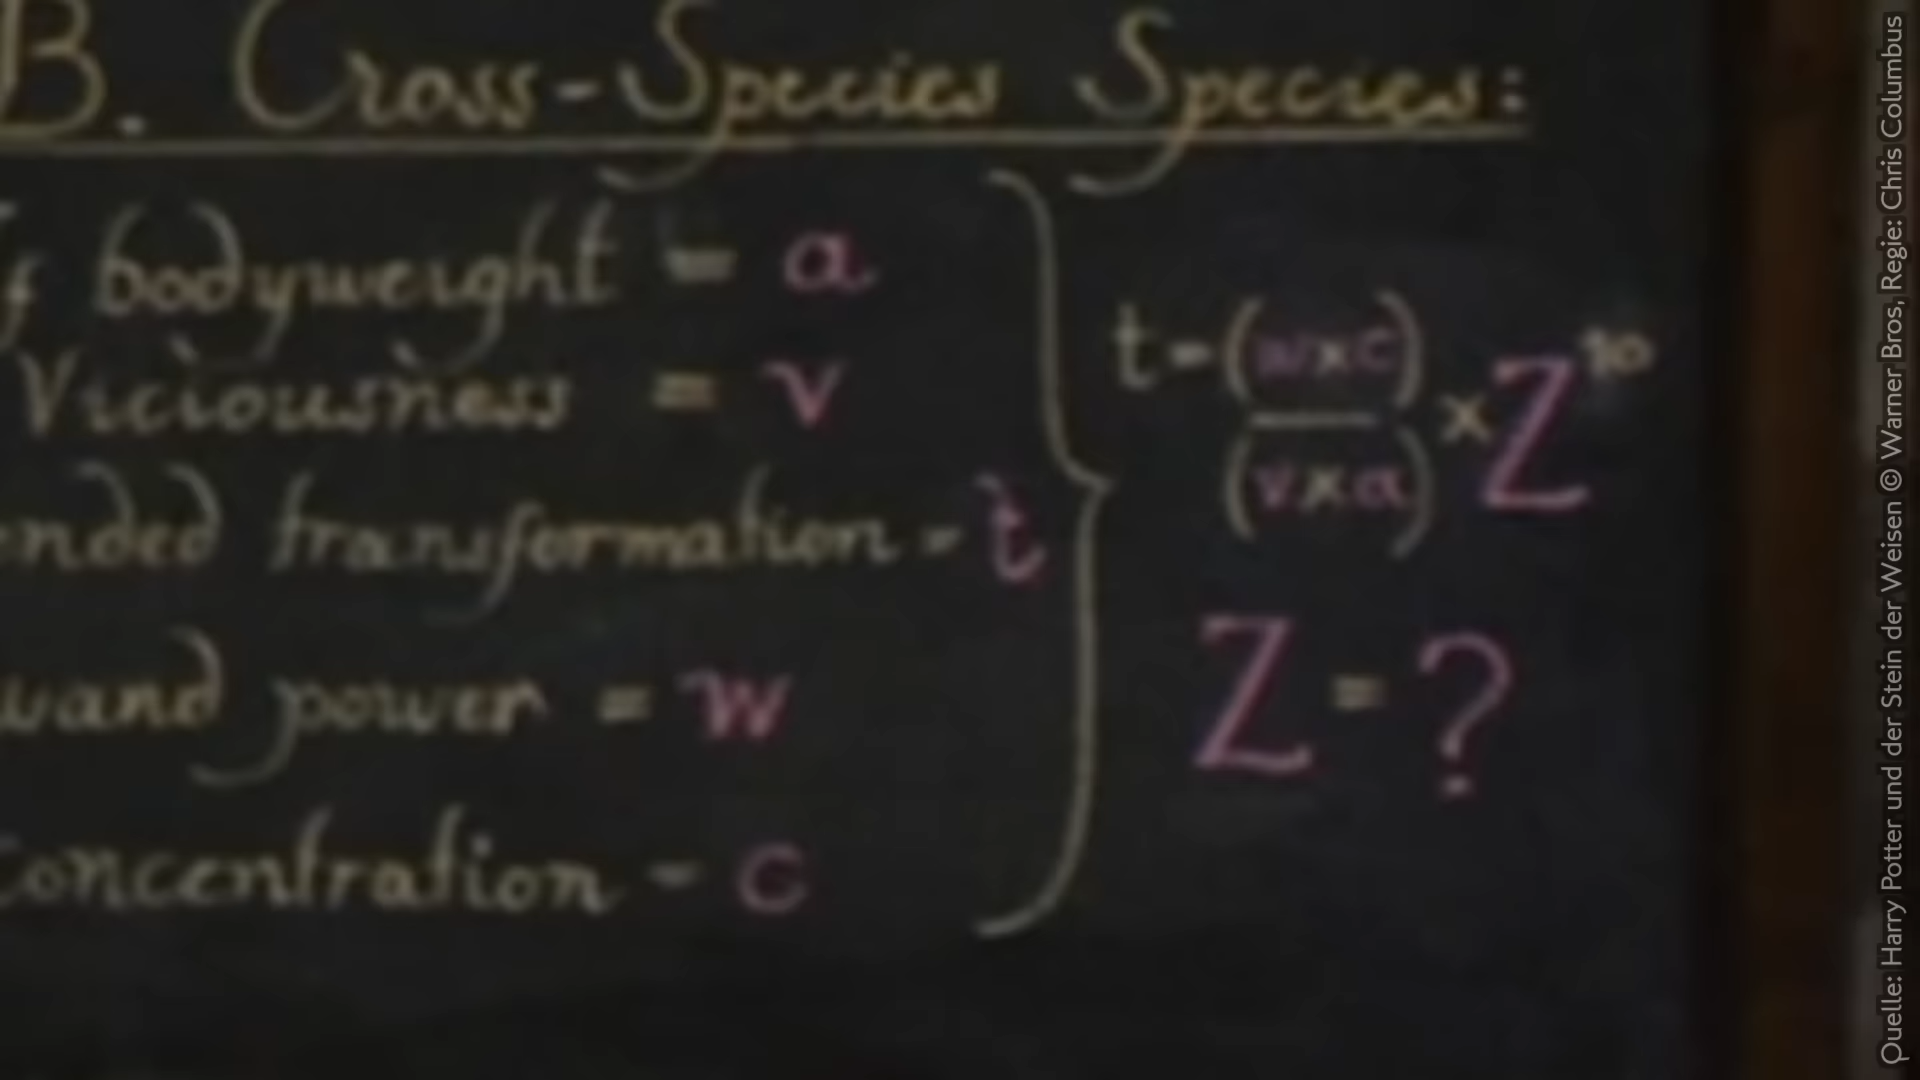 B. Cross-Species Species:
f bodyweight = a
Viciousness = v
nded transformation - t
wand power = w
Concentration - c
t = (w x c)
(v x a)
x Z¹⁰
Z = ?
Quelle: Harry Potter und der Stein der Weisen © Warner Bros, Regie: Chris Columbus